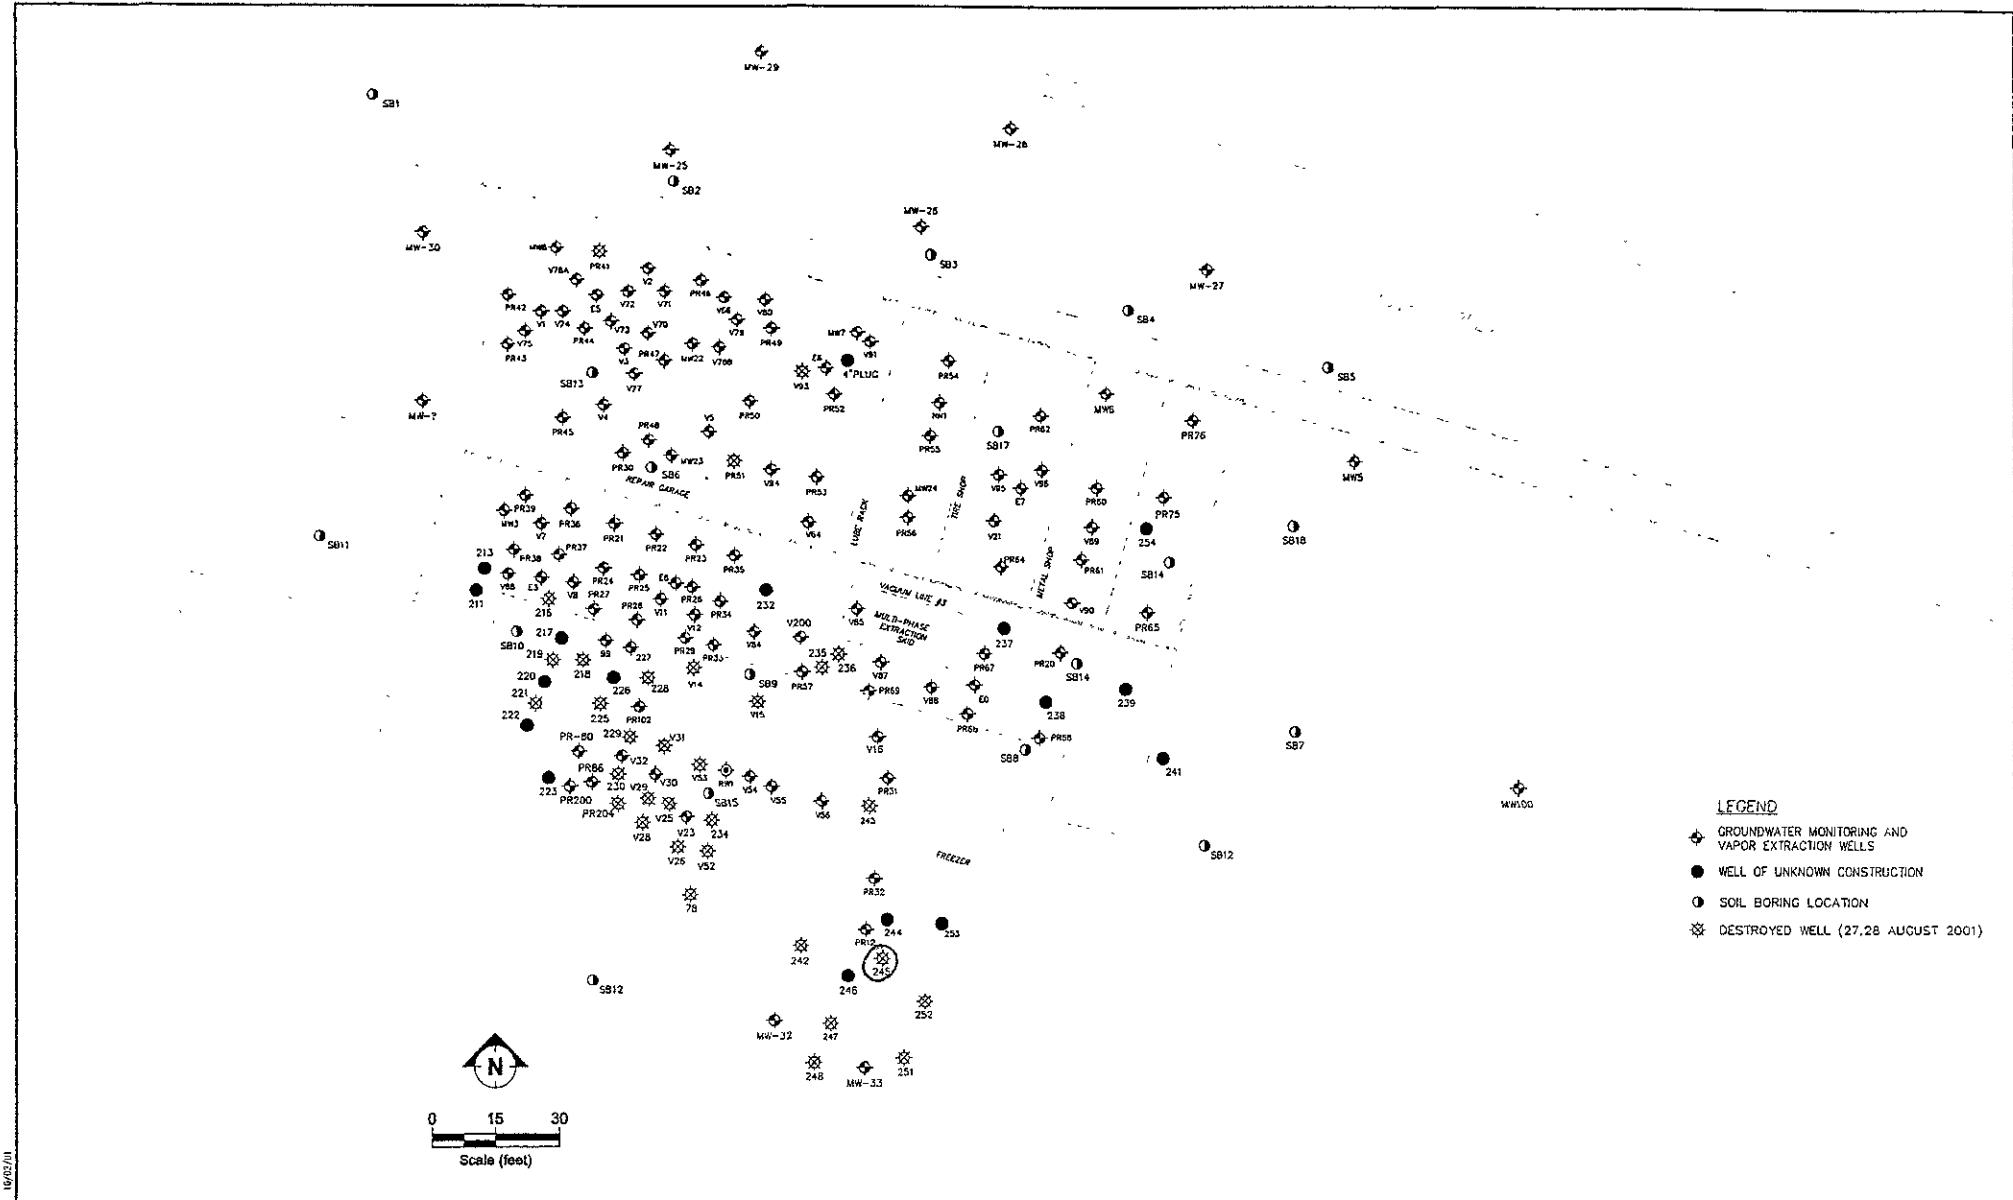 MW-29
SB1
MW-28
MW-25
SB2
MW-26
MW-30
SB3
MW8
PR41
V78A
V2
MW-27
PR42
E5
V72
V71
PR46
V68
V80
SB4
V1
V74
V73
V70
V79
PR49
V75
PR44
PR43
V3
PR47
MW22
V78B
MW7
V81
SB13
V77
V93
4"PLUG
PR54
SB5
PR52
MW-7
V4
PR50
MW1
MW6
PR45
V5
PR55
SB17
PR62
PR76
PR48
PR30
SB6
MW23
PR51
V84
PR53
MW5
REPAIR GARAGE
MW24
V85
E7
PR60
PR75
PR39
MW3
V7
PR36
PR21
PR22
PR23
PR35
V64
LUBE RACK
PR56
TIRE SHOP
V21
V89
254
SB18
SB11
213
PR38
PR37
PR64
METAL SHOP
PR61
SB14
211
E3
V8
PR24
PR25
PR26
PR27
216
V11
PR34
232
VACUUM LINE #3
V90
SB10
217
V12
V200
V85
MULTI-PHASE
EXTRACTION
SKID
237
PR65
219
218
99
227
PR29
PR33
V84
235
236
V87
PR67
PR20
SB14
220
226
228
V14
SB9
PR57
PR69
V88
E0
239
221
225
PR102
V15
238
222
229
V31
V16
PR66
PR58
SB7
PR-80
V32
SB8
241
223
PR86
230
V30
V53
V54
V55
PR31
MW100
PR200
V29
SB15
V56
243
PR204
V25
V28
V23
234
V26
V52
SB12
FREEZER
78
PR32
244
253
PR12
242
245
246
SB12
252
MW-32
247
248
MW-33
251
N
0 15 30
Scale (feet)
LEGEND
GROUNDWATER MONITORING AND
VAPOR EXTRACTION WELLS
WELL OF UNKNOWN CONSTRUCTION
SOIL BORING LOCATION
DESTROYED WELL (27,28 AUGUST 2001)